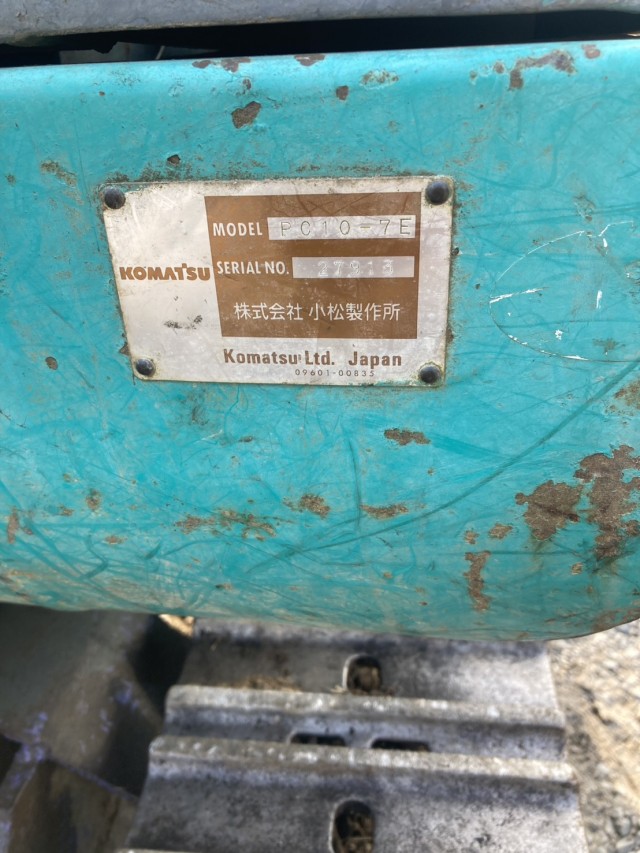 KOMATSU
MODEL PC10-7E
SERIAL NO.
株式会社 小松製作所
Komatsu Ltd. Japan
09601-00835